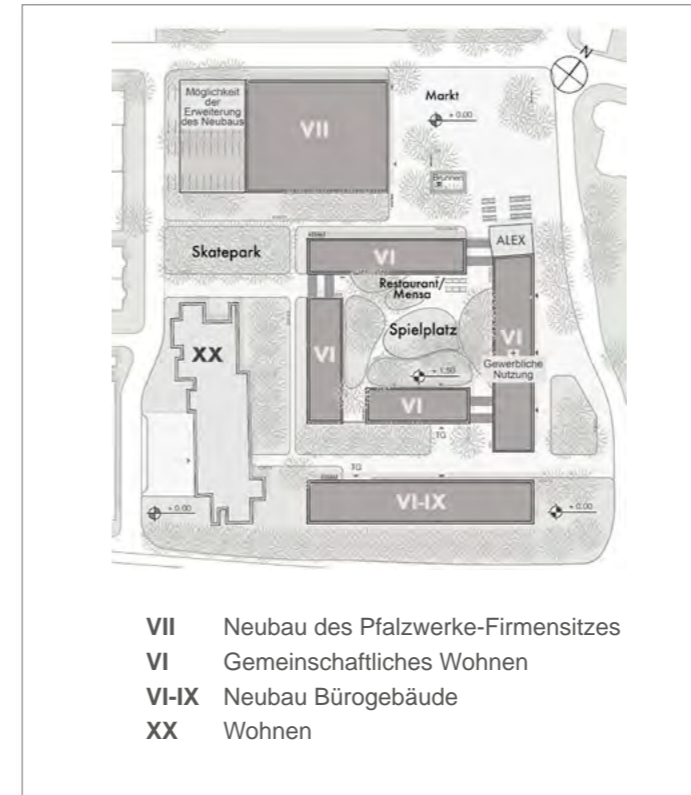 N
Möglichkeit
der
Erweiterung
des Neubaus
VII
Markt
+ 0.00
Brunnen
ALEX
Skatepark
VI
Restaurant/
Mensa
XX
VI
Spielplatz
VI
+
Gewerbliche
Nutzung
+ 1.50
VI
TG
TG
VI-IX
+ 0.00
+ 0.00
VII Neubau des Pfalzwerke-Firmensitzes
VI Gemeinschaftliches Wohnen
VI-IX Neubau Bürogebäude
XX Wohnen